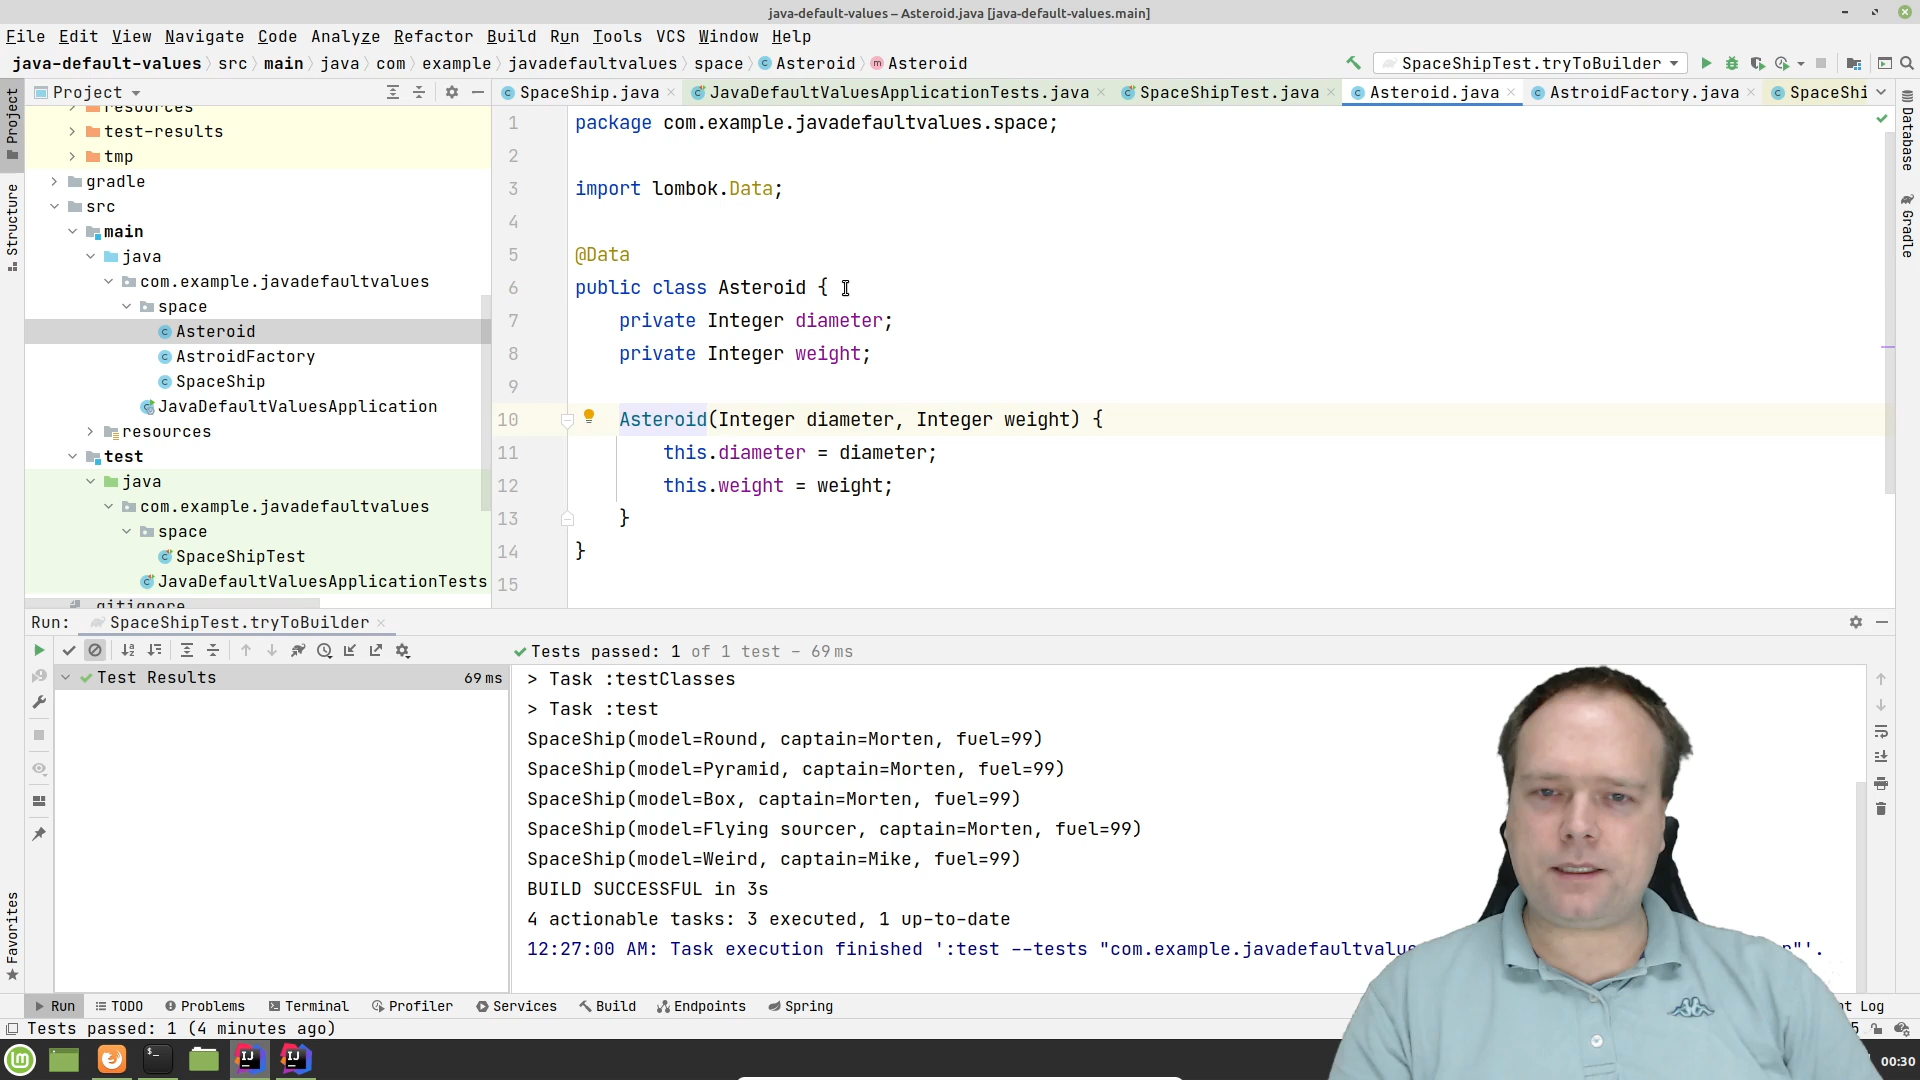 java-default-values – Asteroid.java [java-default-values.main]
File Edit View Navigate Code Analyze Refactor Build Run Tools VCS Window Help
java-default-values src main java com example javadefaultvalues space Asteroid Asteroid
SpaceShipTest.tryToBuilder
Project
SpaceShip.java
JavaDefaultValuesApplicationTests.java
SpaceShipTest.java
Asteroid.java
AstroidFactory.java
SpaceShi
Project
Structure
Favorites
Database
Gradle
resources
test-results
tmp
gradle
src
main
java
com.example.javadefaultvalues
space
Asteroid
AstroidFactory
SpaceShip
JavaDefaultValuesApplication
resources
test
java
com.example.javadefaultvalues
space
SpaceShipTest
JavaDefaultValuesApplicationTests
.gitignore
1 package com.example.javadefaultvalues.space;
2
3 import lombok.Data;
4
5 @Data
6 public class Asteroid {
7 private Integer diameter;
8 private Integer weight;
9
10 Asteroid(Integer diameter, Integer weight) {
11 this.diameter = diameter;
12 this.weight = weight;
13 }
14 }
15
Run: SpaceShipTest.tryToBuilder
Tests passed: 1 of 1 test – 69 ms
Test Results 69 ms
> Task :testClasses
> Task :test
SpaceShip(model=Round, captain=Morten, fuel=99)
SpaceShip(model=Pyramid, captain=Morten, fuel=99)
SpaceShip(model=Box, captain=Morten, fuel=99)
SpaceShip(model=Flying sourcer, captain=Morten, fuel=99)
SpaceShip(model=Weird, captain=Mike, fuel=99)
BUILD SUCCESSFUL in 3s
4 actionable tasks: 3 executed, 1 up-to-date
12:27:00 AM: Task execution finished ':test --tests "com.example.javadefaultvalue
"'.
Run TODO Problems Terminal Profiler Services Build Endpoints Spring
Log
Tests passed: 1 (4 minutes ago)
00:30